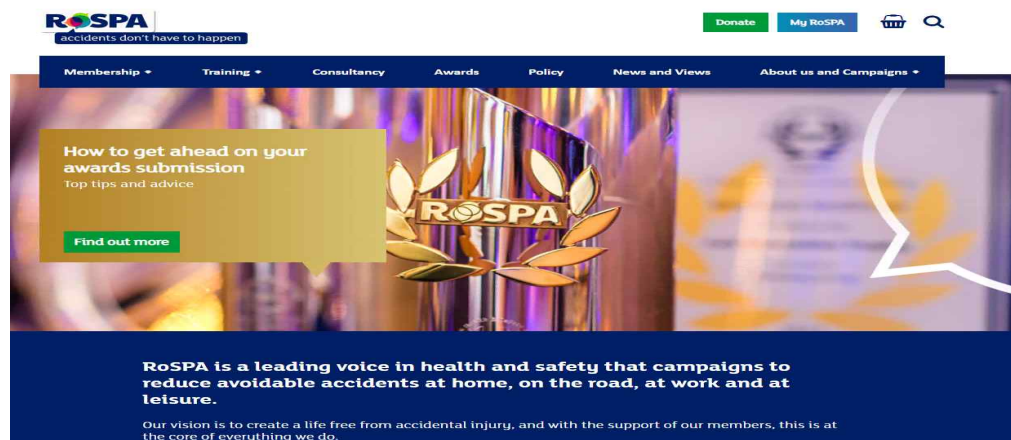 RoSPA
accidents don't have to happen
Donate
My RoSPA
Membership
Training
Consultancy
Awards
Policy
News and Views
About us and Campaigns
How to get ahead on your
awards submission
Top tips and advice
Find out more
RoSPA
RoSPA is a leading voice in health and safety that campaigns to
reduce avoidable accidents at home, on the road, at work and at
leisure.
Our vision is to create a life free from accidental injury, and with the support of our members, this is at
the core of everything we do.